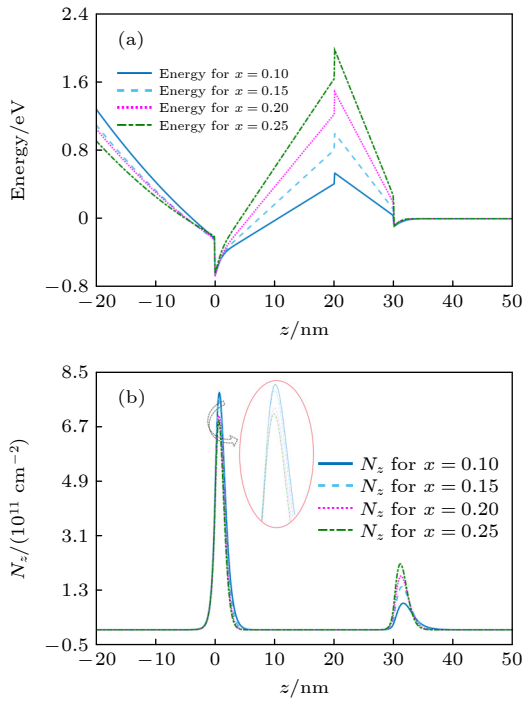 2.4
(a)
1.6
Energy for x = 0.10
Energy for x = 0.15
Energy for x = 0.20
Energy for x = 0.25
0.8
0
−0.8
Energy/eV
−20 −10 0 10 20 30 40 50
z/nm
8.5
(b)
6.7
4.9
3.1
1.3
−0.5
N_z/(10^11 cm^−2)
N_z for x = 0.10
N_z for x = 0.15
N_z for x = 0.20
N_z for x = 0.25
−20 −10 0 10 20 30 40 50
z/nm